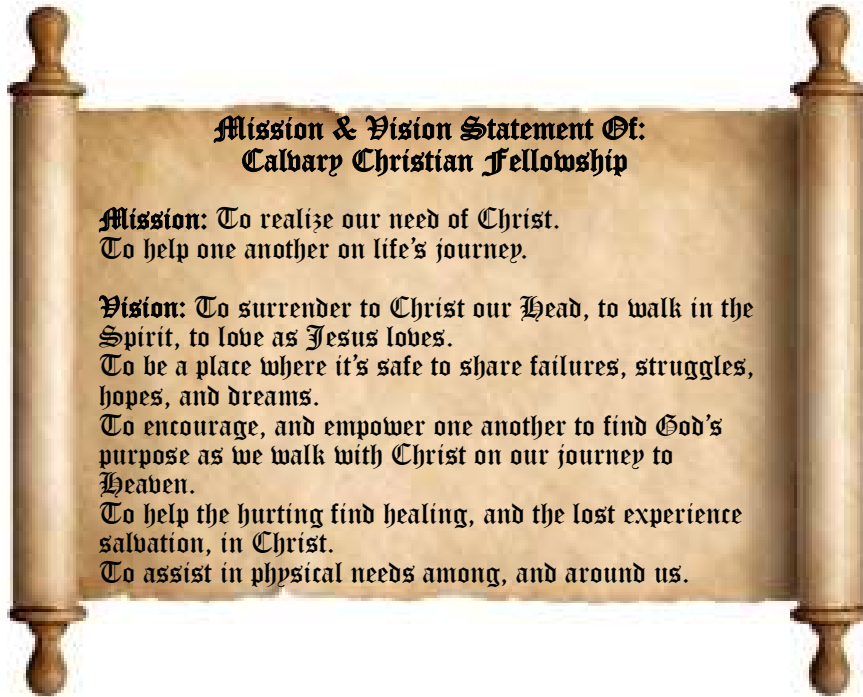 Mission & Vision Statement Of:
Calvary Christian Fellowship
Mission: To realize our need of Christ.
To help one another on life's journey.
Vision: To surrender to Christ our Head, to walk in the
Spirit, to love as Jesus loves.
To be a place where it's safe to share failures, struggles,
hopes, and dreams.
To encourage, and empower one another to find God's
purpose as we walk with Christ on our journey to
Heaven.
To help the hurting find healing, and the lost experience
salvation, in Christ.
To assist in physical needs among, and around us.